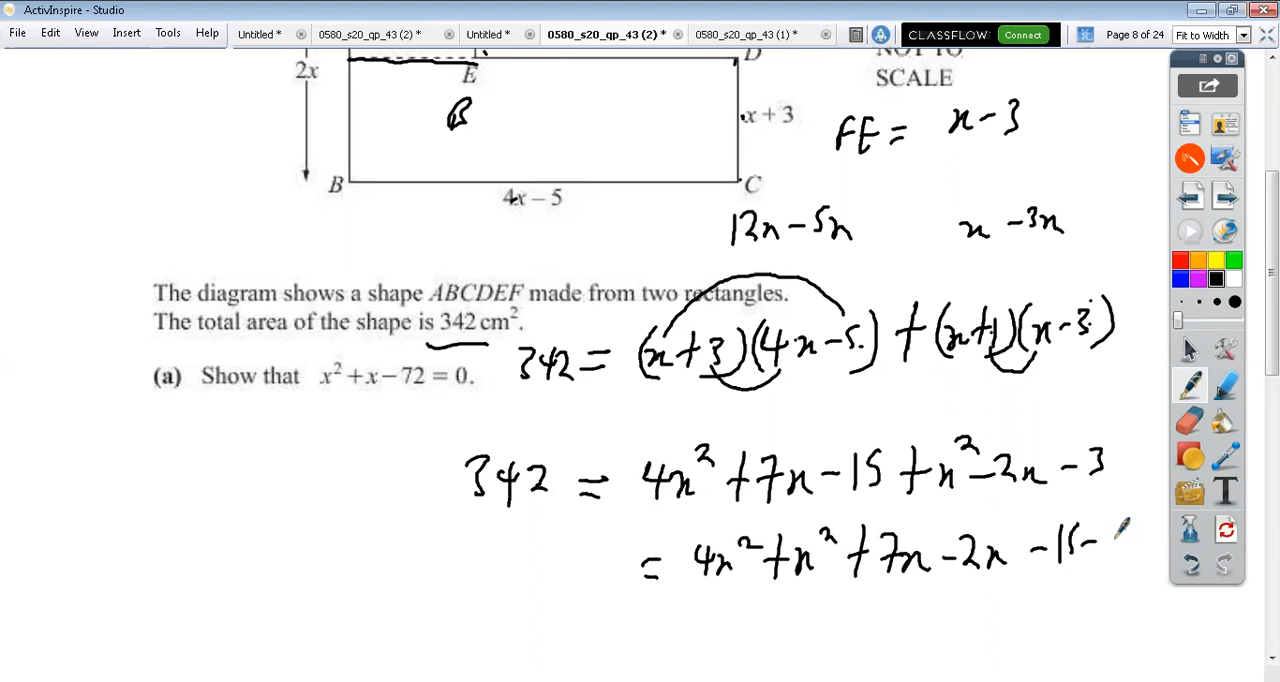 ActivInspire - Studio
File Edit View Insert Tools Help Untitled * 0580_s20_qp_43 (2) * Untitled * 0580_s20_qp_43 (2) * 0580_s20_qp_43 (1) * CLASSFLOW Connect Page 8 of 24 Fit to Width
D NOT TO
2x E SCALE
B x + 3 FE = x - 3
B 4x – 5 C
12x - 5x x - 3x
The diagram shows a shape ABCDEF made from two rectangles.
The total area of the shape is 342 cm².
342 = (x + 3)(4x - 5) + (x + 1)(x - 3)
(a) Show that x² + x – 72 = 0.
342 = 4x² + 7x - 15 + x² - 2x - 3
= 4x² + x² + 7x - 2x - 15 -